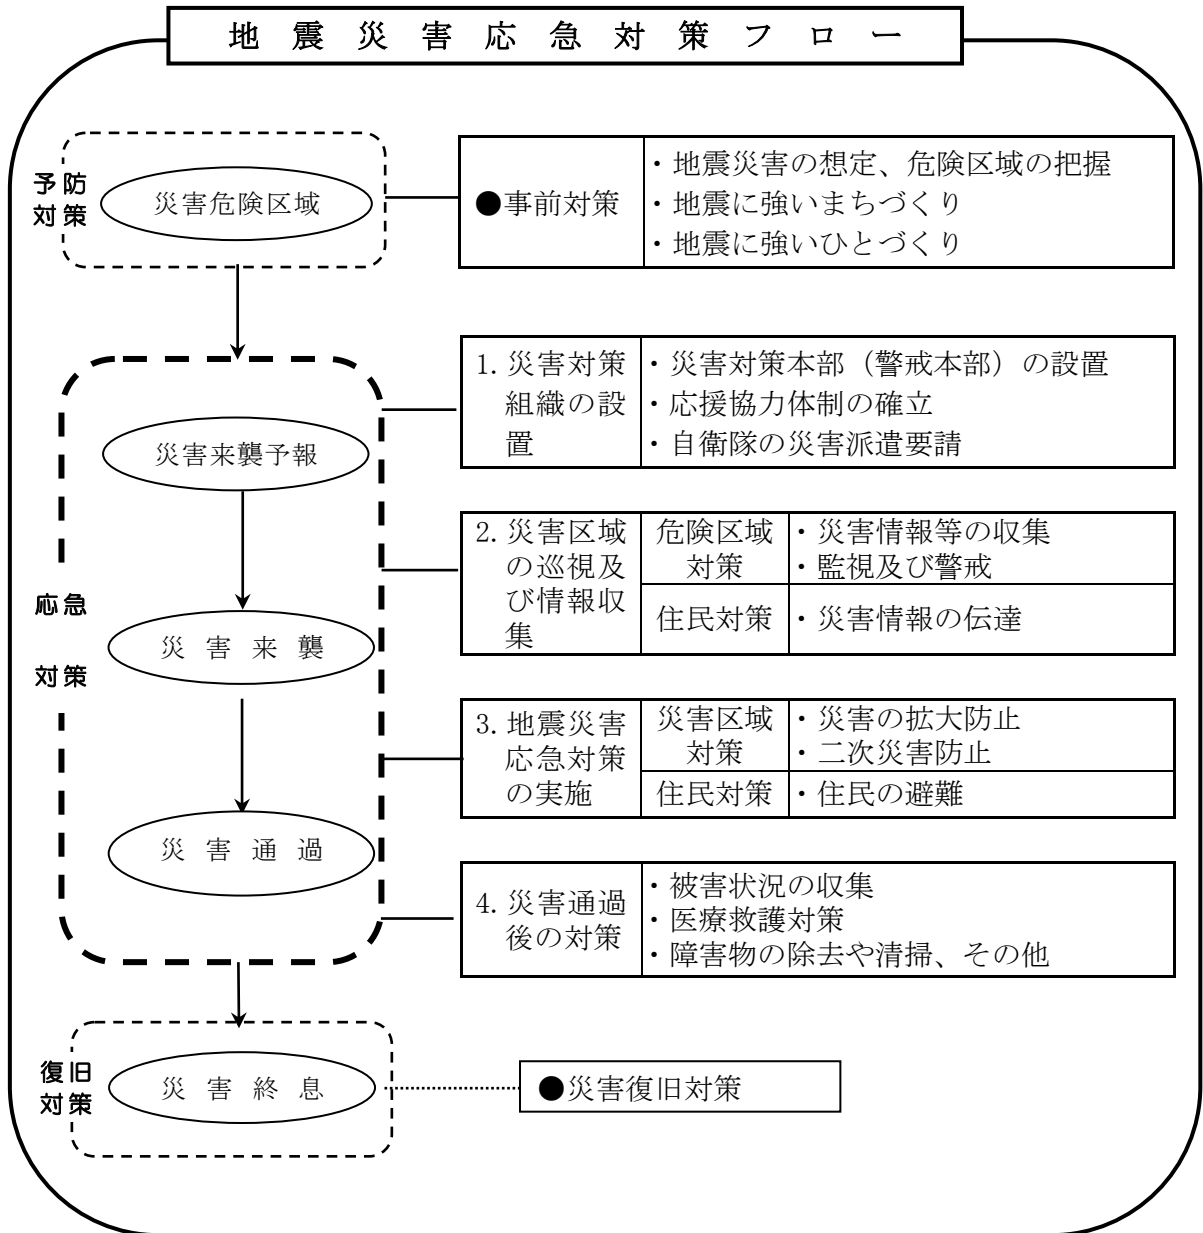 地震災害応急対策フロー
予防
対策
災害危険区域
●事前対策
・地震災害の想定、危険区域の把握
・地震に強いまちづくり
・地震に強いひとづくり
応急
対策
災害来襲予報
災害来襲
災害通過
1.災害対策
組織の設
置
・災害対策本部（警戒本部）の設置
・応援協力体制の確立
・自衛隊の災害派遣要請
2.災害区域
の巡視及
び情報収
集
危険区域
対策
・災害情報等の収集
・監視及び警戒
住民対策
・災害情報の伝達
3.地震災害
応急対策
の実施
災害区域
対策
・災害の拡大防止
・二次災害防止
住民対策
・住民の避難
4.災害通過
後の対策
・被害状況の収集
・医療救護対策
・障害物の除去や清掃、その他
復旧
対策
災害終息
●災害復旧対策